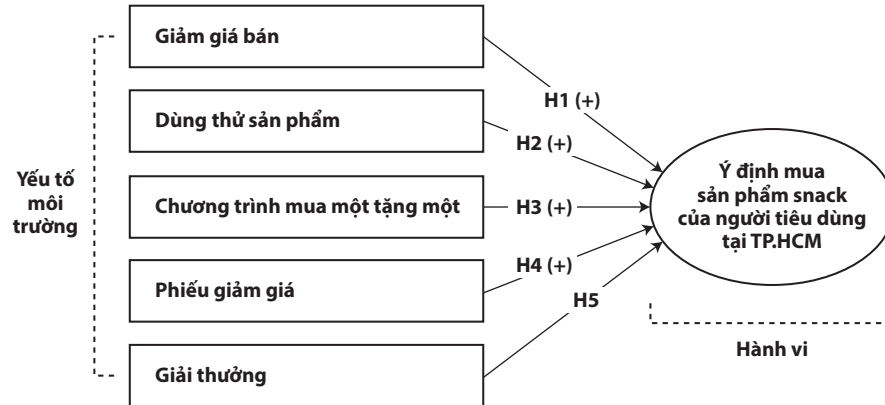 Giảm giá bán
H1 (+)
Dùng thử sản phẩm
H2 (+)
Yếu tố
môi
trường
Chương trình mua một tặng một
H3 (+)
Ý định mua
sản phẩm snack
của người tiêu dùng
tại TP.HCM
H4 (+)
Phiếu giảm giá
H5
Hành vi
Giải thưởng